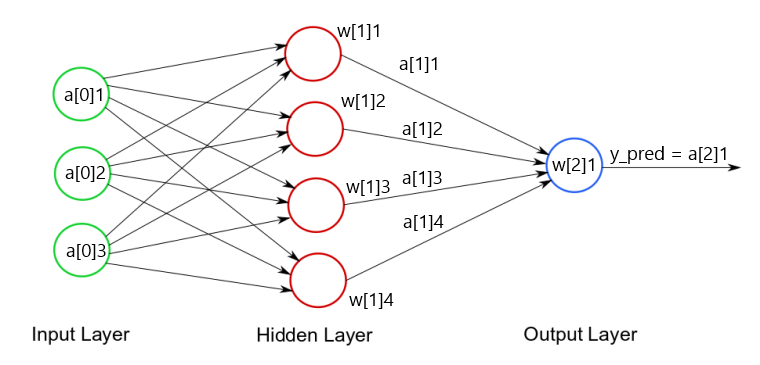 w[1]1
a[1]1
a[0]1
w[1]2
a[1]2
y_pred = a[2]1
a[0]2
w[2]1
w[1]3
a[1]3
a[1]4
a[0]3
w[1]4
Input Layer
Hidden Layer
Output Layer